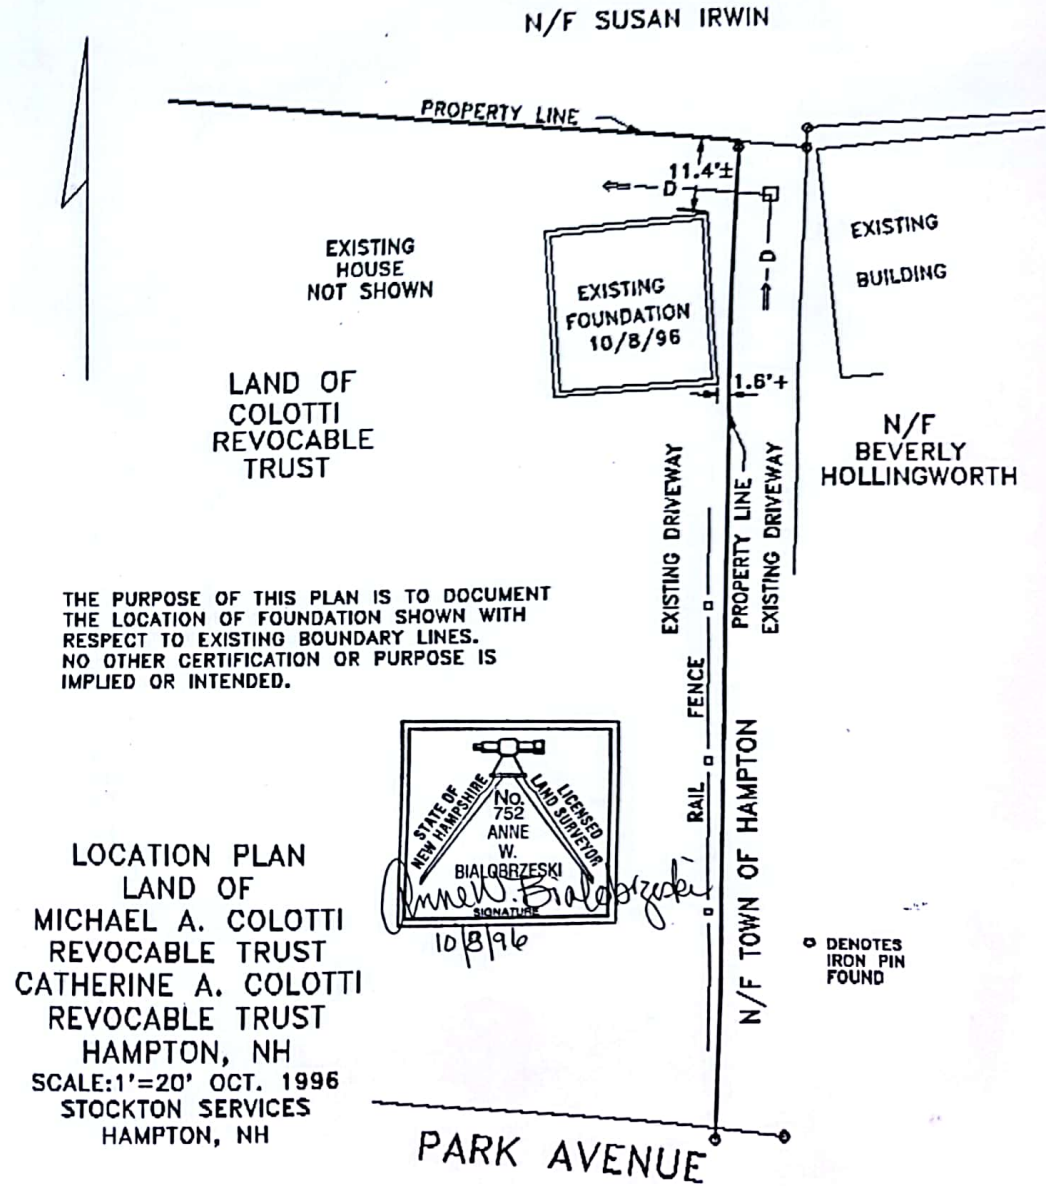 N/F SUSAN IRWIN
PROPERTY LINE
11.4'±
D
D
EXISTING
HOUSE
NOT SHOWN
EXISTING
FOUNDATION
10/8/96
EXISTING
BUILDING
LAND OF
COLOTTI
REVOCABLE
TRUST
1.6'+
N/F
BEVERLY
HOLLINGWORTH
EXISTING DRIVEWAY
PROPERTY LINE
EXISTING DRIVEWAY
THE PURPOSE OF THIS PLAN IS TO DOCUMENT
THE LOCATION OF FOUNDATION SHOWN WITH
RESPECT TO EXISTING BOUNDARY LINES.
NO OTHER CERTIFICATION OR PURPOSE IS
IMPLIED OR INTENDED.
RAIL FENCE
N/F TOWN OF HAMPTON
STATE OF
NEW HAMPSHIRE
LICENSED
LAND SURVEYOR
No.
752
ANNE
W.
BIALOBRZESKI
Anne W. Bialobrzeski
SIGNATURE
10/8/96
LOCATION PLAN
LAND OF
MICHAEL A. COLOTTI
REVOCABLE TRUST
CATHERINE A. COLOTTI
REVOCABLE TRUST
HAMPTON, NH
SCALE:1'=20' OCT. 1996
STOCKTON SERVICES
HAMPTON, NH
DENOTES
IRON PIN
FOUND
PARK AVENUE